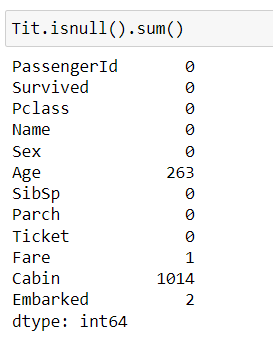 Tit.isnull().sum()
PassengerId 0
Survived 0
Pclass 0
Name 0
Sex 0
Age 263
SibSp 0
Parch 0
Ticket 0
Fare 1
Cabin 1014
Embarked 2
dtype: int64